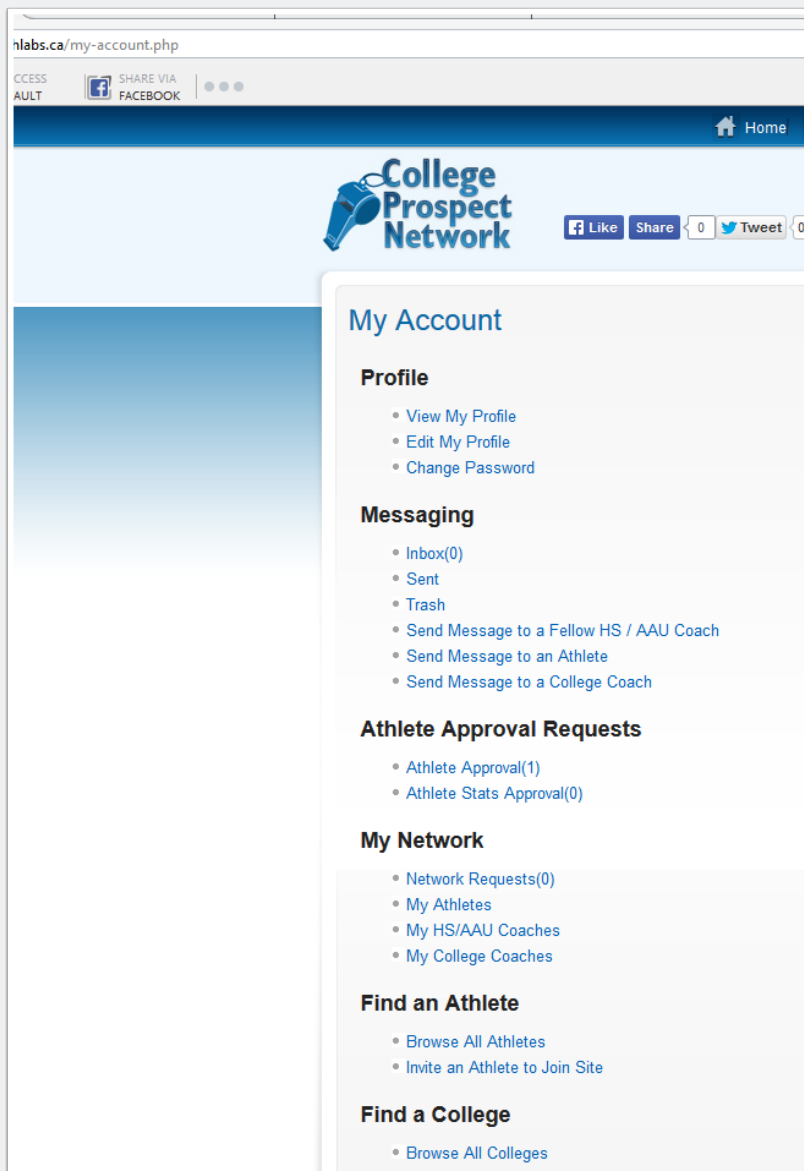 hlabs.ca/my-account.php
CCESS
AULT
SHARE VIA
FACEBOOK
Home
College
Prospect
Network
Like Share 0 Tweet 0
My Account
Profile
View My Profile
Edit My Profile
Change Password
Messaging
Inbox(0)
Sent
Trash
Send Message to a Fellow HS / AAU Coach
Send Message to an Athlete
Send Message to a College Coach
Athlete Approval Requests
Athlete Approval(1)
Athlete Stats Approval(0)
My Network
Network Requests(0)
My Athletes
My HS/AAU Coaches
My College Coaches
Find an Athlete
Browse All Athletes
Invite an Athlete to Join Site
Find a College
Browse All Colleges